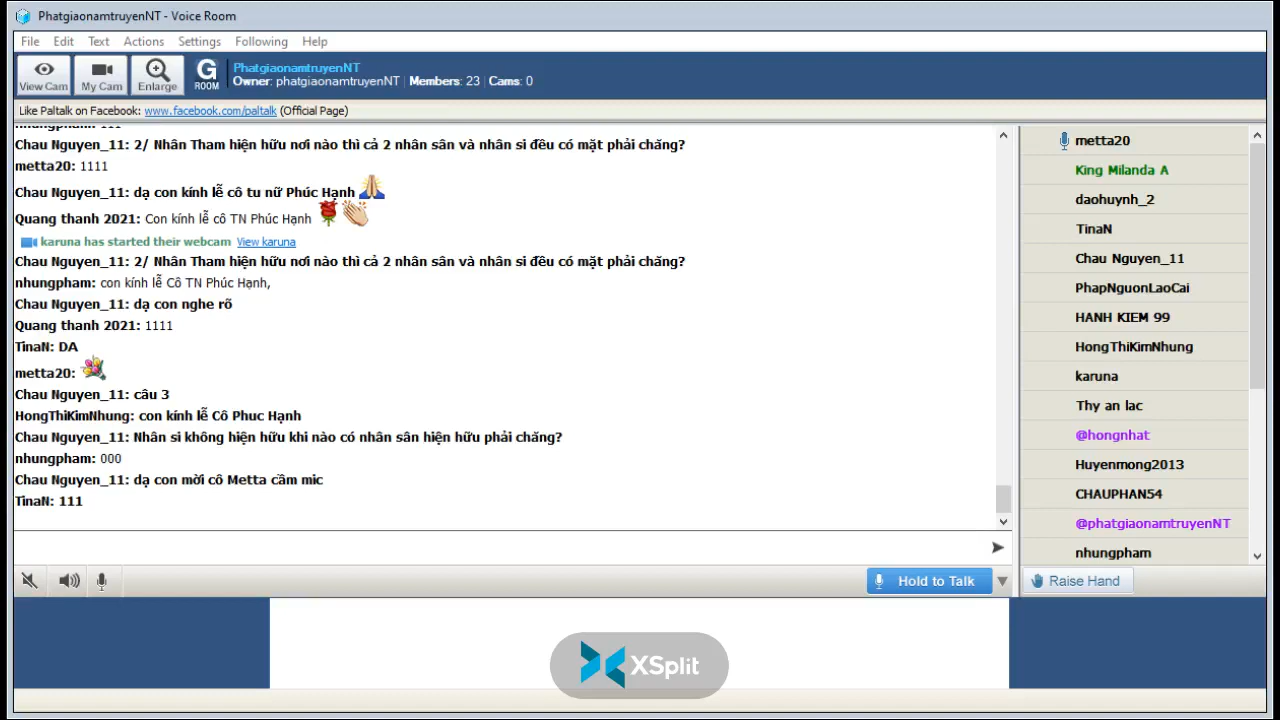 PhatgiaonamtruyenNT - Voice Room
File Edit Text Actions Settings Following Help
View Cam My Cam Enlarge G ROOM
PhatgiaonamtruyenNT
Owner: phatgiaonamtruyenNT Members: 23 Cams: 0
Like Paltalk on Facebook: www.facebook.com/paltalk (Official Page)
nhungpham: 111
Chau Nguyen_11: 2/ Nhân Tham hiện hữu nơi nào thì cả 2 nhân sân và nhân si đều có mặt phải chăng?
metta20: 1111
Chau Nguyen_11: dạ con kính lễ cô tu nữ Phúc Hạnh
Quang thanh 2021: Con kính lễ cô TN Phúc Hạnh
karuna has started their webcam View karuna
Chau Nguyen_11: 2/ Nhân Tham hiện hữu nơi nào thì cả 2 nhân sân và nhân si đều có mặt phải chăng?
nhungpham: con kính lễ Cô TN Phúc Hạnh,
Chau Nguyen_11: dạ con nghe rõ
Quang thanh 2021: 1111
TinaN: DA
metta20:
Chau Nguyen_11: câu 3
HongThiKimNhung: con kính lễ Cô Phuc Hạnh
Chau Nguyen_11: Nhân si không hiện hữu khi nào có nhân sân hiện hữu phải chăng?
nhungpham: 000
Chau Nguyen_11: dạ con mời cô Metta cầm mic
TinaN: 111
metta20
King Milanda A
daohuynh_2
TinaN
Chau Nguyen_11
PhapNguonLaoCai
HANH KIEM 99
HongThiKimNhung
karuna
Thy an lac
@hongnhat
Huyenmong2013
CHAUPHAN54
@phatgiaonamtruyenNT
nhungpham
Hold to Talk
Raise Hand
XSplit